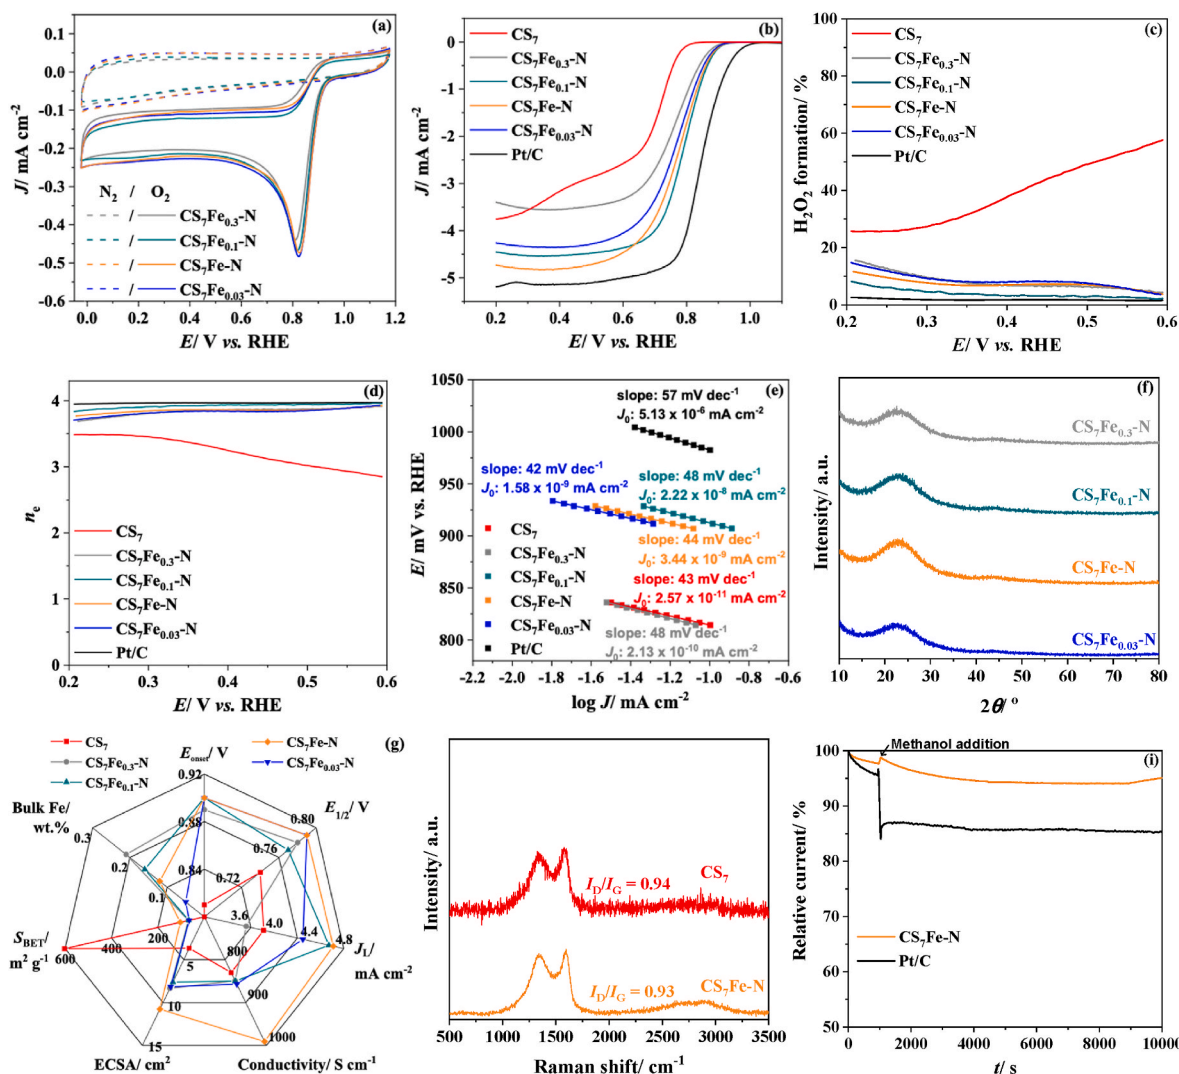 (a)
J/ mA cm⁻²
0.1
0.0
-0.1
-0.2
-0.3
-0.4
-0.5
-0.6
N₂ / O₂
/ CS₇Fe₀.₃-N
/ CS₇Fe₀.₁-N
/ CS₇Fe-N
/ CS₇Fe₀.₀₃-N
0.0 0.2 0.4 0.6 0.8 1.0 1.2
E/ V vs. RHE
(b)
J/ mA cm⁻²
0
-1
-2
-3
-4
-5
CS₇
CS₇Fe₀.₃-N
CS₇Fe₀.₁-N
CS₇Fe-N
CS₇Fe₀.₀₃-N
Pt/C
0.2 0.4 0.6 0.8 1.0
E/ V vs. RHE
(c)
H₂O₂ formation/ %
100
80
60
40
20
0
CS₇
CS₇Fe₀.₃-N
CS₇Fe₀.₁-N
CS₇Fe-N
CS₇Fe₀.₀₃-N
Pt/C
0.2 0.3 0.4 0.5 0.6
E/ V vs. RHE
(d)
nₑ
4
3
2
1
0
CS₇
CS₇Fe₀.₃-N
CS₇Fe₀.₁-N
CS₇Fe-N
CS₇Fe₀.₀₃-N
Pt/C
0.2 0.3 0.4 0.5 0.6
E/ V vs. RHE
(e)
E/ mV vs. RHE
1050
1000
950
900
850
800
slope: 57 mV dec⁻¹
J₀: 5.13 x 10⁻⁶ mA cm⁻²
slope: 42 mV dec⁻¹
J₀: 1.58 x 10⁻⁹ mA cm⁻²
slope: 48 mV dec⁻¹
J₀: 2.22 x 10⁻⁸ mA cm⁻²
slope: 44 mV dec⁻¹
J₀: 3.44 x 10⁻⁹ mA cm⁻²
slope: 43 mV dec⁻¹
J₀: 2.57 x 10⁻¹¹ mA cm⁻²
slope: 48 mV dec⁻¹
J₀: 2.13 x 10⁻¹⁰ mA cm⁻²
CS₇
CS₇Fe₀.₃-N
CS₇Fe₀.₁-N
CS₇Fe-N
CS₇Fe₀.₀₃-N
Pt/C
-2.2 -2.0 -1.8 -1.6 -1.4 -1.2 -1.0 -0.8 -0.6
log J/ mA cm⁻²
(f)
Intensity/ a.u.
CS₇Fe₀.₃-N
CS₇Fe₀.₁-N
CS₇Fe-N
CS₇Fe₀.₀₃-N
10 20 30 40 50 60 70 80
2θ/ °
(g)
CS₇
CS₇Fe₀.₃-N
CS₇Fe₀.₁-N
CS₇Fe-N
CS₇Fe₀.₀₃-N
Eₒₙₛₑₜ/ V
0.92
0.88
0.84
E₁/₂/ V
0.80
0.76
0.72
J_L/
mA cm⁻²
3.6 4.0 4.4 4.8
Conductivity/ S cm⁻¹
800
900
1000
ECSA/ cm²
5
10
15
S_BET/
m² g⁻¹
200
400
600
Bulk Fe/
wt.%
0.1
0.2
0.3
Intensity/ a.u.
I_D/I_G = 0.94
CS₇
I_D/I_G = 0.93
CS₇Fe-N
500 1000 1500 2000 2500 3000 3500
Raman shift/ cm⁻¹
(i)
Relative current/ %
100
90
80
70
60
50
Methanol addition
CS₇Fe-N
Pt/C
0 2000 4000 6000 8000 10000
t/ s